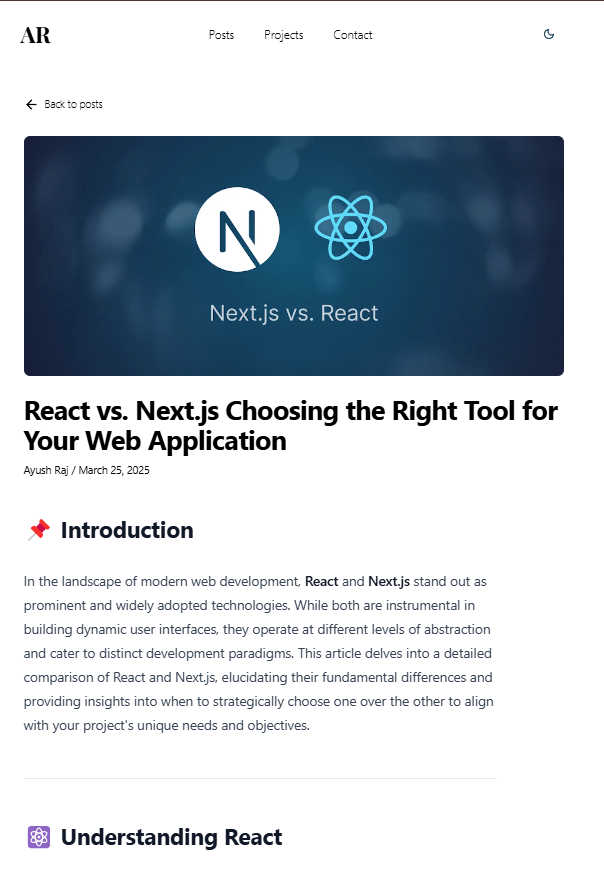 AR
Posts Projects Contact
Back to posts
N
Next.js vs. React
React vs. Next.js Choosing the Right Tool for
Your Web Application
Ayush Raj / March 25, 2025
Introduction
In the landscape of modern web development, React and Next.js stand out as
prominent and widely adopted technologies. While both are instrumental in
building dynamic user interfaces, they operate at different levels of abstraction
and cater to distinct development paradigms. This article delves into a detailed
comparison of React and Next.js, elucidating their fundamental differences and
providing insights into when to strategically choose one over the other to align
with your project's unique needs and objectives.
Understanding React